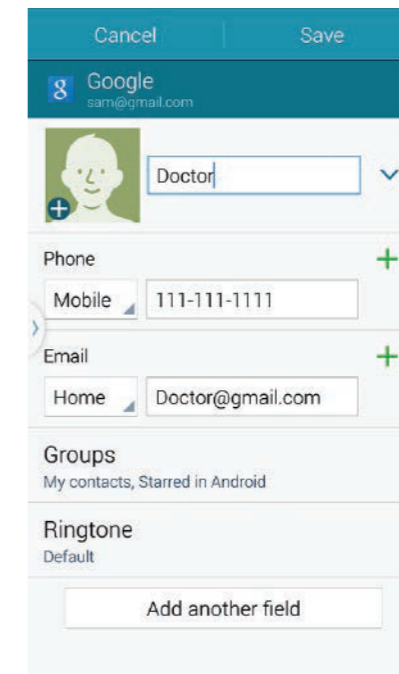 Cancel Save
8 Google
sam@gmail.com
Doctor
Phone
Mobile 111-111-1111
Email
Home Doctor@gmail.com
Groups
My contacts, Starred in Android
Ringtone
Default
Add another field